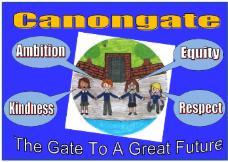 Canongate
Ambition
Equity
Kindness
Respect
The Gate To A Great Future